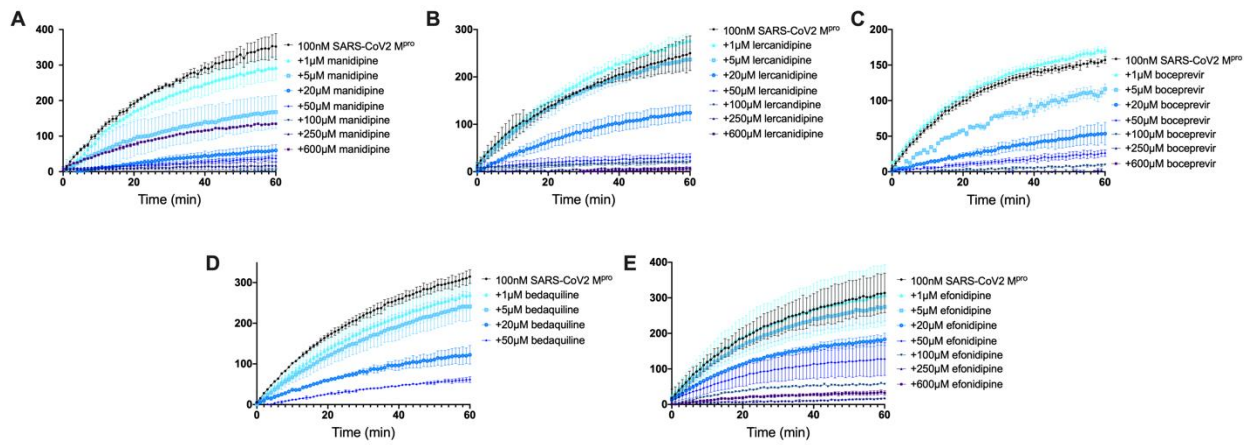 A
400
300
200
100
0
0
20
40
60
Time (min)
100nM SARS-CoV2 Mᵖʳᵒ
+1µM manidipine
+5µM manidipine
+20µM manidipine
+50µM manidipine
+100µM manidipine
+250µM manidipine
+600µM manidipine
B
300
200
100
0
0
20
40
60
Time (min)
100nM SARS-CoV2 Mᵖʳᵒ
+1µM lercanidipine
+5µM lercanidipine
+20µM lercanidipine
+50µM lercanidipine
+100µM lercanidipine
+250µM lercanidipine
+600µM lercanidipine
C
200
150
100
50
0
0
20
40
60
Time (min)
100nM SARS-CoV2 Mᵖʳᵒ
+1µM boceprevir
+5µM boceprevir
+20µM boceprevir
+50µM boceprevir
+100µM boceprevir
+250µM boceprevir
+600µM boceprevir
D
300
200
100
0
0
20
40
60
Time (min)
100nM SARS-CoV2 Mᵖʳᵒ
+1µM bedaquiline
+5µM bedaquiline
+20µM bedaquiline
+50µM bedaquiline
E
400
300
200
100
0
0
20
40
60
Time (min)
100nM SARS-CoV2 Mᵖʳᵒ
+1µM efonidipine
+5µM efonidipine
+20µM efonidipine
+50µM efonidipine
+100µM efonidipine
+250µM efonidipine
+600µM efonidipine